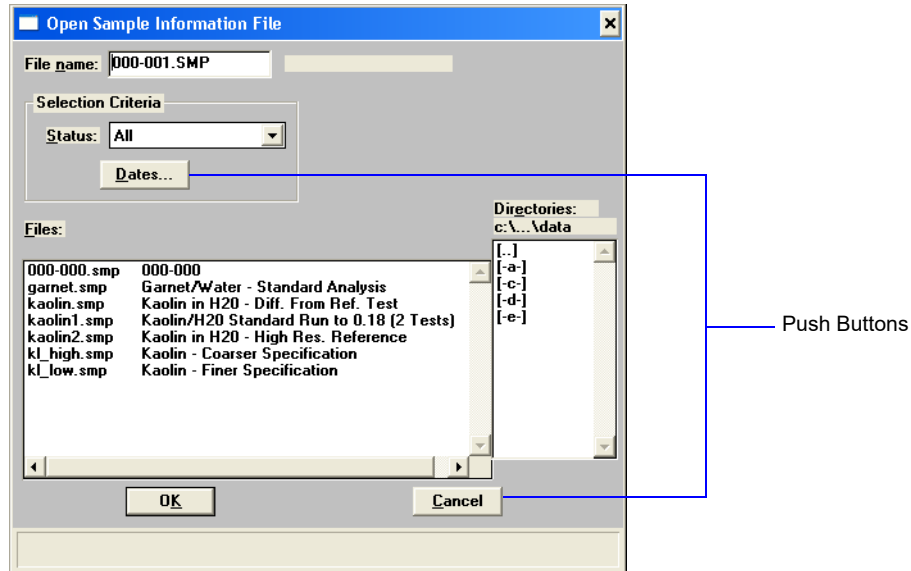 Open Sample Information File
File name: 000-001.SMP
Selection Criteria
Status: All
Dates...
Directories:
c:\...\data
Files:
[..]
[-a-]
[-c-]
[-d-]
[-e-]
000-000.smp 000-000
garnet.smp Garnet/Water - Standard Analysis
kaolin.smp Kaolin in H20 - Diff. From Ref. Test
kaolin1.smp Kaolin/H20 Standard Run to 0.18 (2 Tests)
kaolin2.smp Kaolin in H20 - High Res. Reference
kl_high.smp Kaolin - Coarser Specification
kl_low.smp Kaolin - Finer Specification
Push Buttons
OK
Cancel